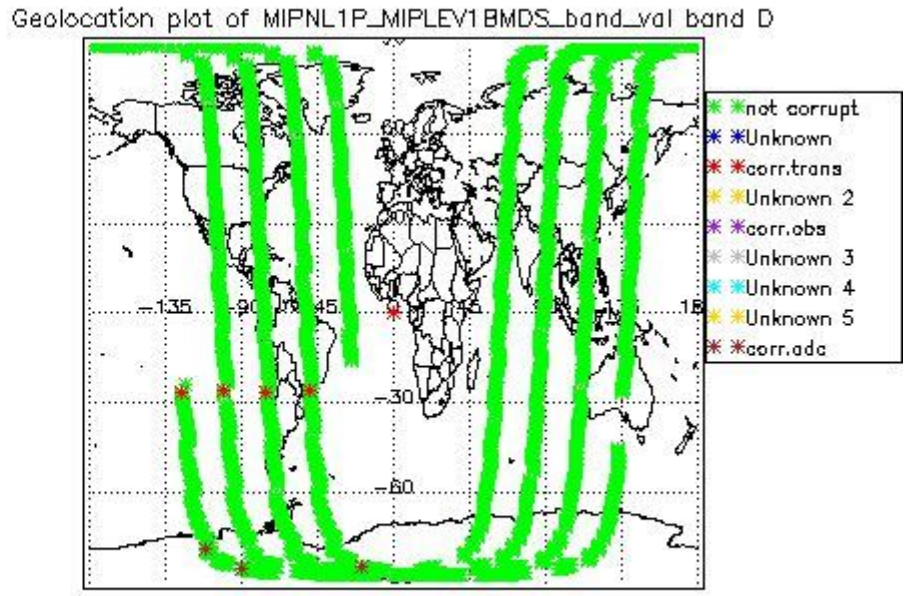 Geolocation plot of MIPNL1P_MIPLEV1BMDS_band_val band D
not corrupt
Unknown
corr.trans
Unknown 2
corr.obs
Unknown 3
Unknown 4
Unknown 5
corr.adc
60
-135
-90
-45
-30
-60